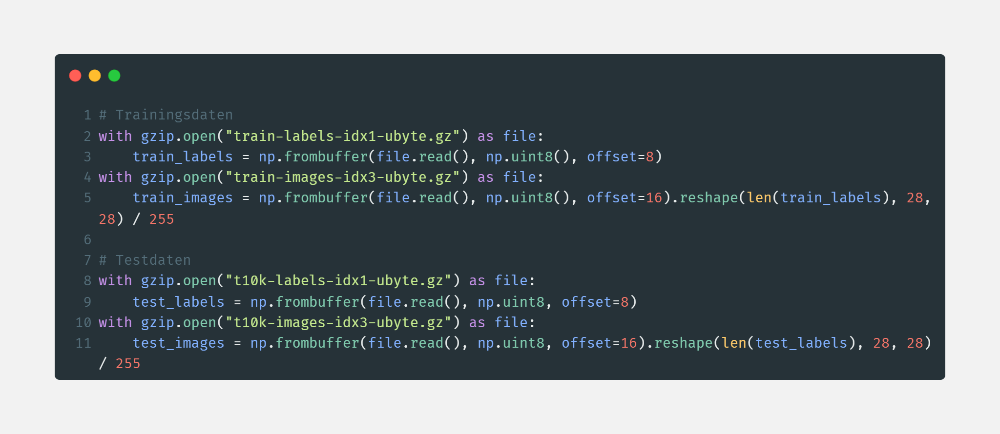 1 # Trainingsdaten
2 with gzip.open("train-labels-idx1-ubyte.gz") as file:
3     train_labels = np.frombuffer(file.read(), np.uint8(), offset=8)
4 with gzip.open("train-images-idx3-ubyte.gz") as file:
5     train_images = np.frombuffer(file.read(), np.uint8(), offset=16).reshape(len(train_labels), 28,
28) / 255
6
7 # Testdaten
8 with gzip.open("t10k-labels-idx1-ubyte.gz") as file:
9     test_labels = np.frombuffer(file.read(), np.uint8, offset=8)
10 with gzip.open("t10k-images-idx3-ubyte.gz") as file:
11     test_images = np.frombuffer(file.read(), np.uint8, offset=16).reshape(len(test_labels), 28, 28)
/ 255